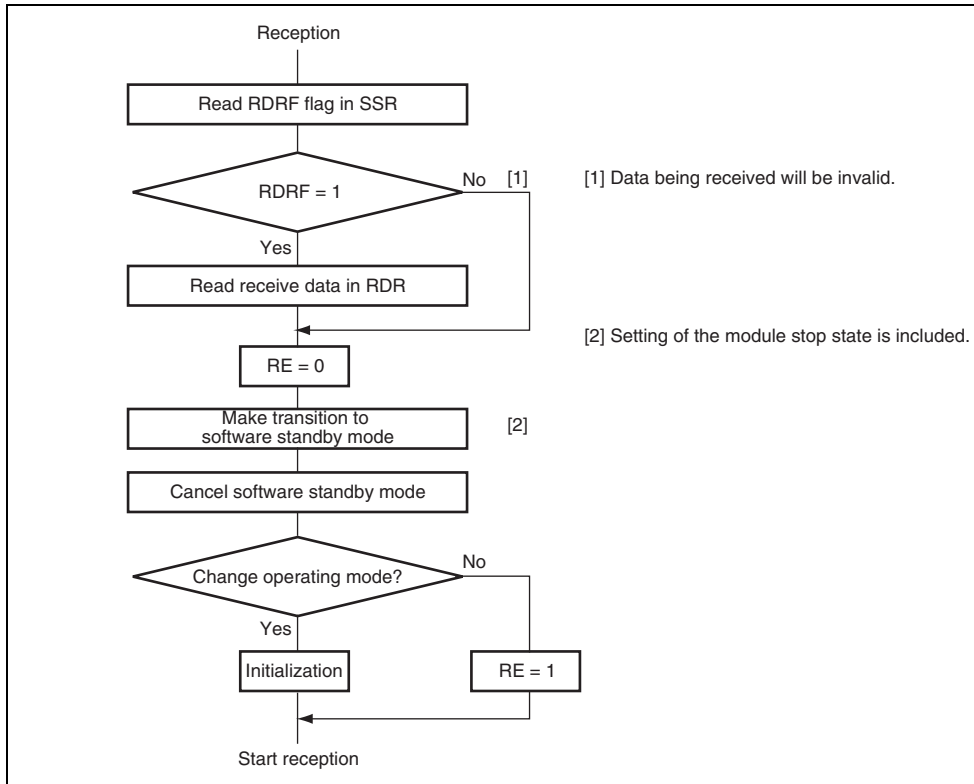 Reception
Read RDRF flag in SSR
RDRF = 1
No
[1]
[1] Data being received will be invalid.
Yes
Read receive data in RDR
[2] Setting of the module stop state is included.
RE = 0
Make transition to
software standby mode
[2]
Cancel software standby mode
Change operating mode?
No
Yes
Initialization
RE = 1
Start reception